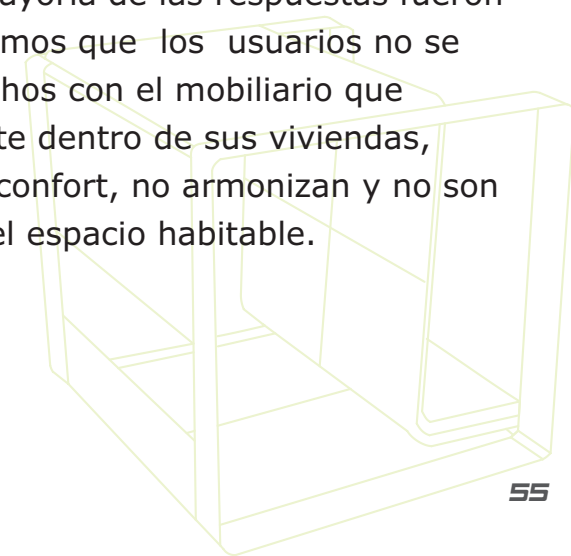 ayoría de las respuestas fueron
mos que los usuarios no se
hos con el mobiliario que
te dentro de sus viviendas,
confort, no armonizan y no son
el espacio habitable.
55